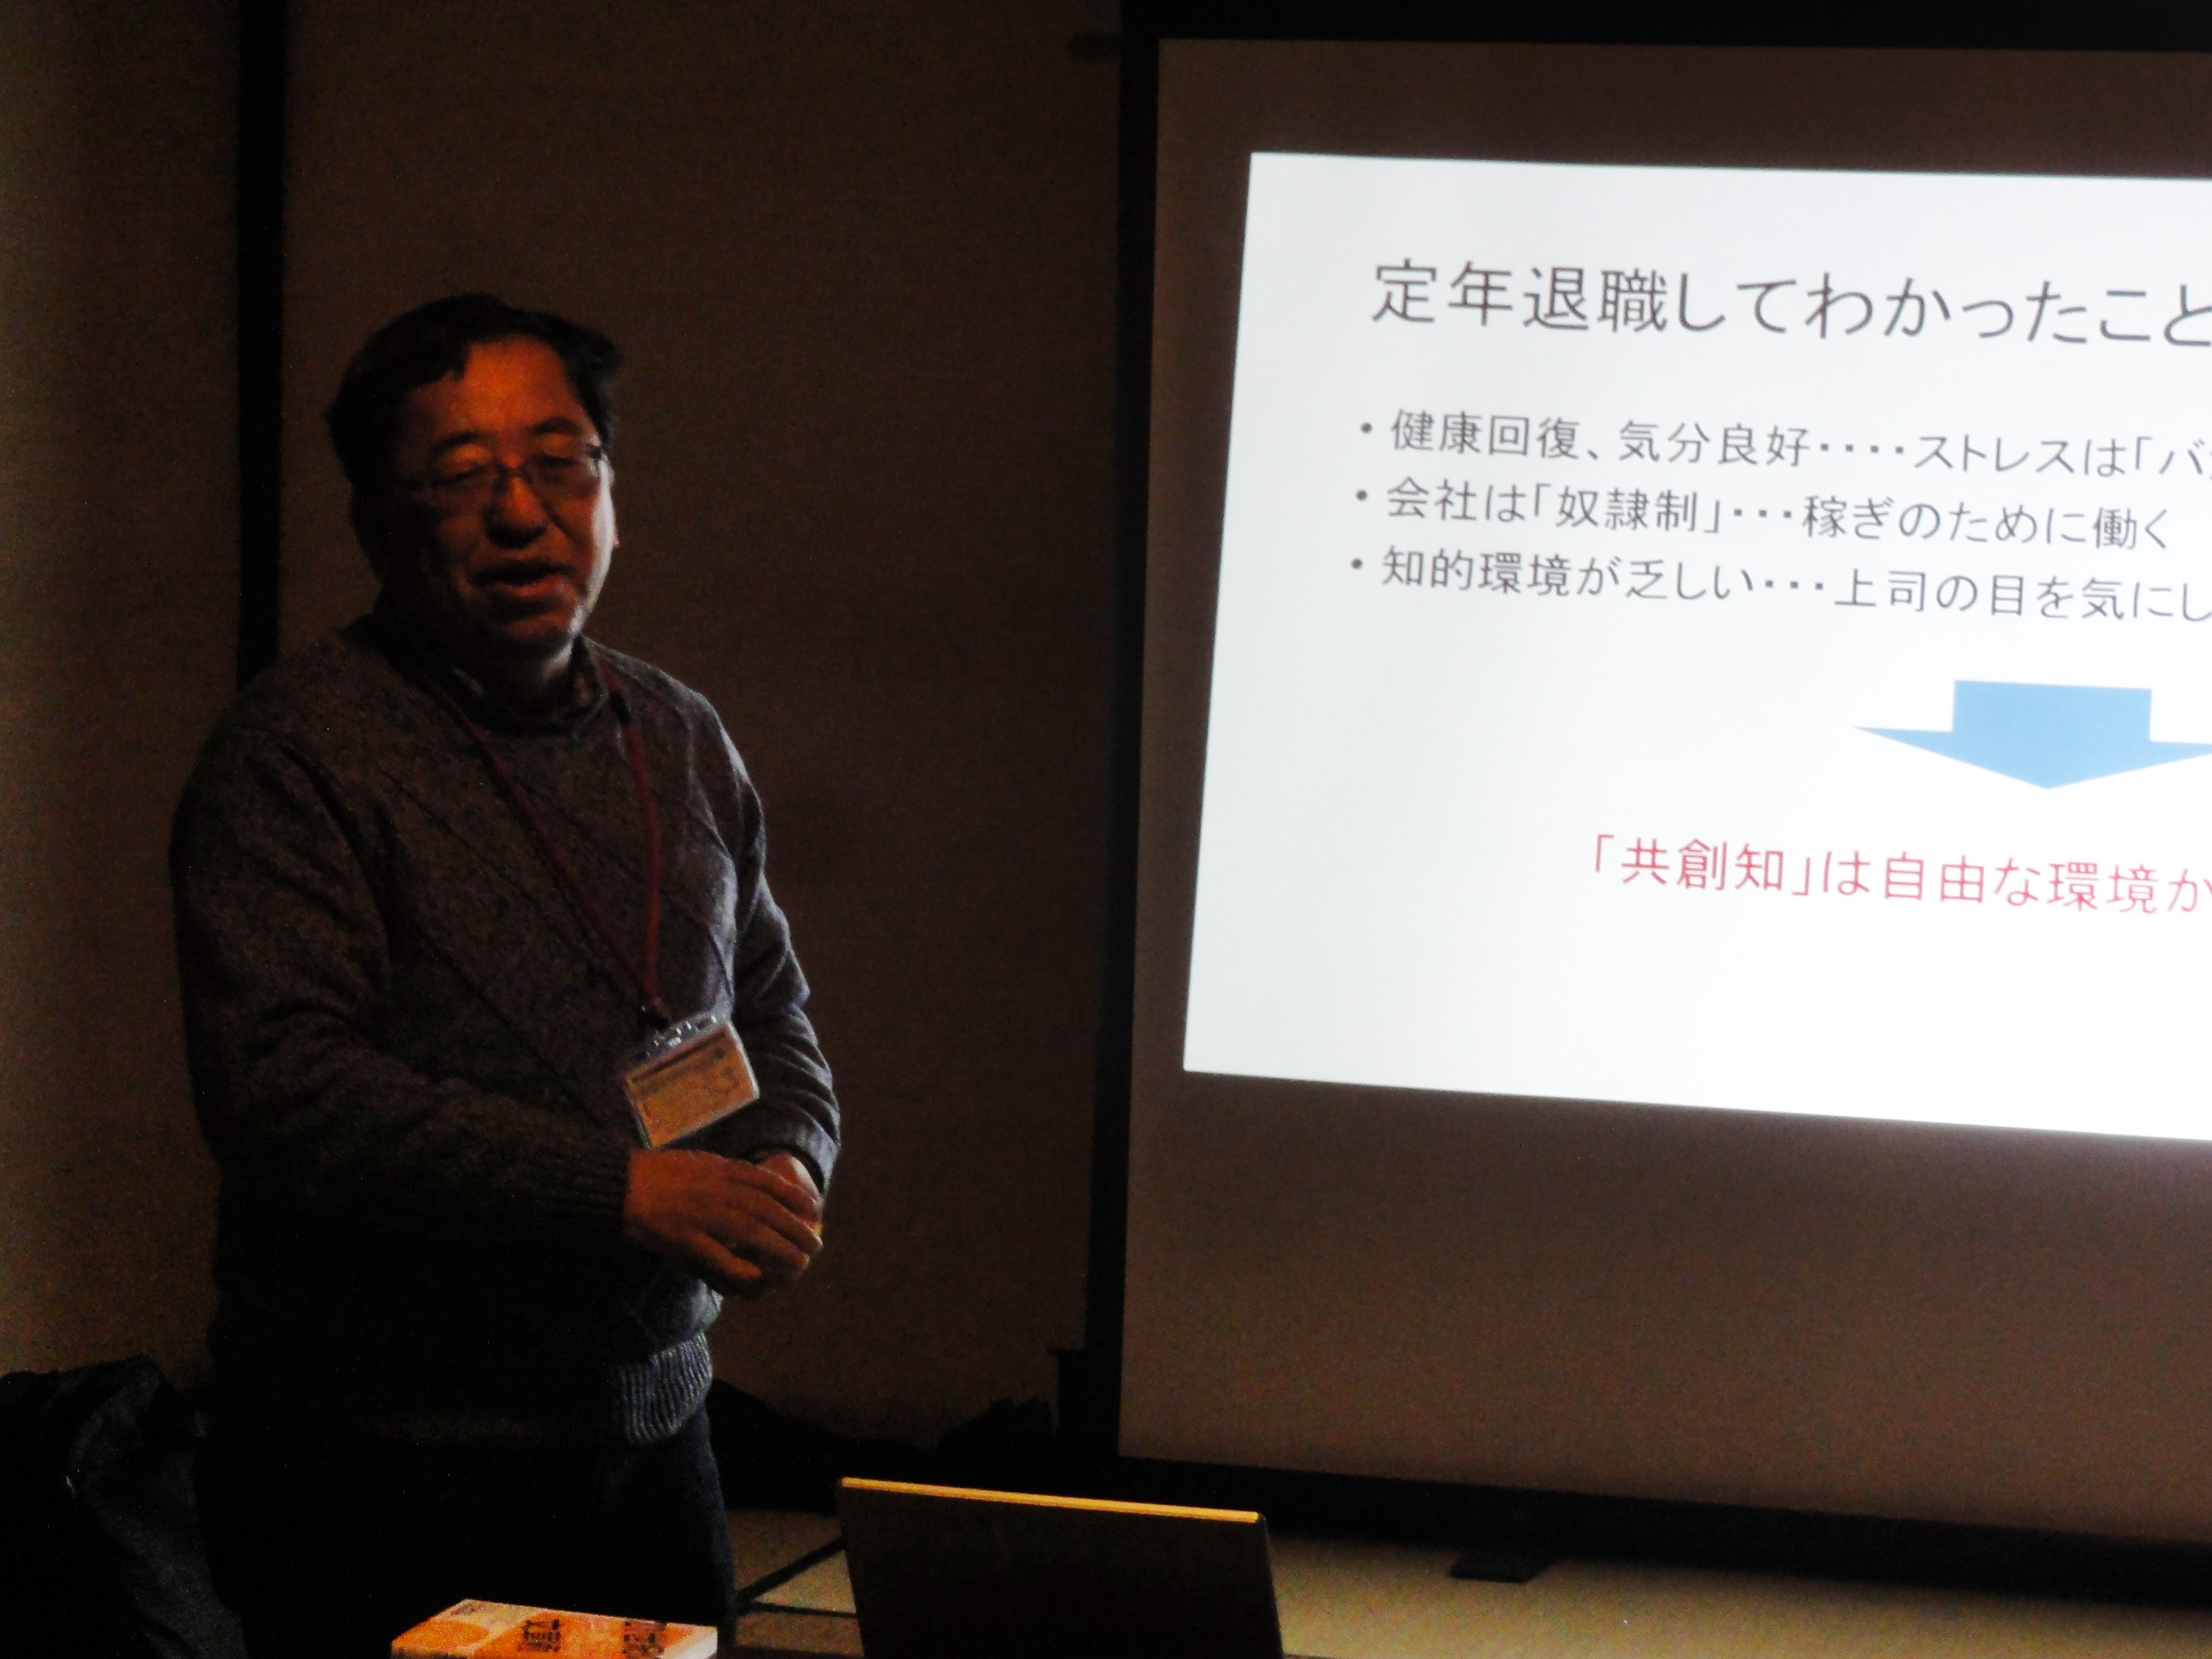 定年退職してわかったこと
・健康回復、気分良好････ストレスは「バ
・会社は「奴隷制」･･･稼ぎのために働く
・知的環境が乏しい･･･上司の目を気にし
「共創知」は自由な環境か